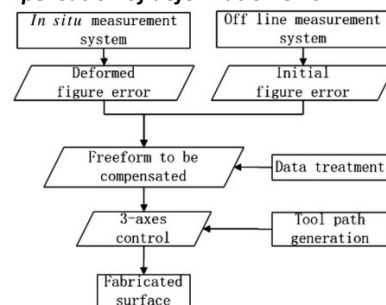 In situ measurement
system
Off line measurement
system
Deformed
figure error
Initial
figure error
Freeform to be
compensated
Data treatment
3-axes
control
Tool path
generation
Fabricated
surface